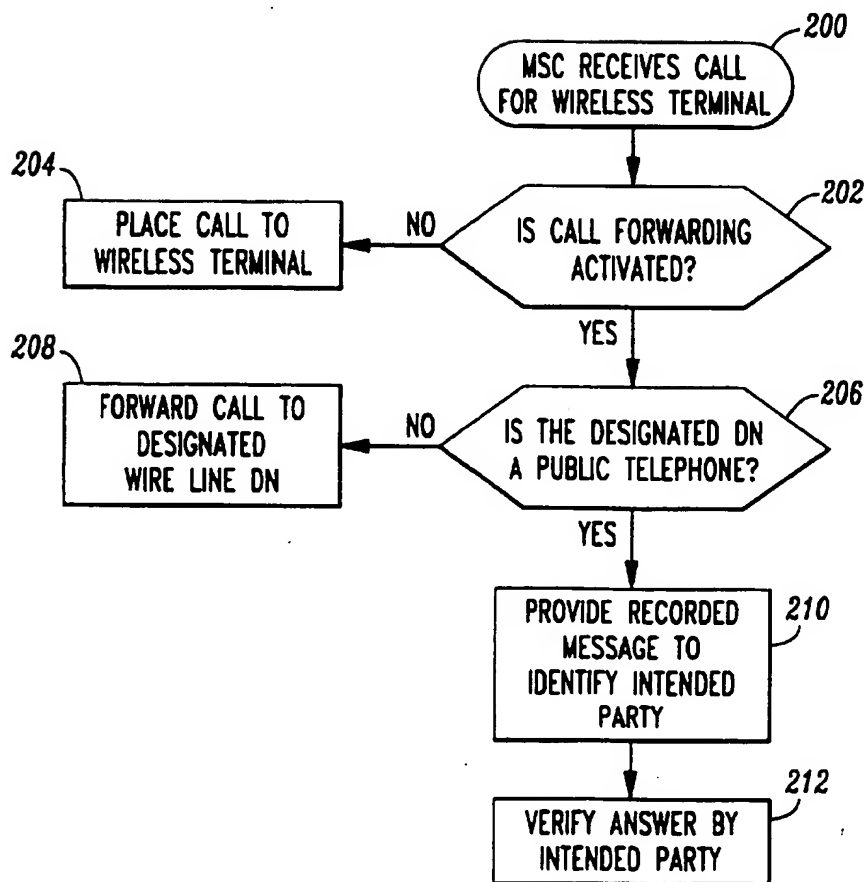 200
MSC RECEIVES CALL
FOR WIRELESS TERMINAL
204
202
PLACE CALL TO
WIRELESS TERMINAL
NO
IS CALL FORWARDING
ACTIVATED?
YES
208
206
FORWARD CALL TO
DESIGNATED
WIRE LINE DN
NO
IS THE DESIGNATED DN
A PUBLIC TELEPHONE?
YES
210
PROVIDE RECORDED
MESSAGE TO
IDENTIFY INTENDED
PARTY
212
VERIFY ANSWER BY
INTENDED PARTY